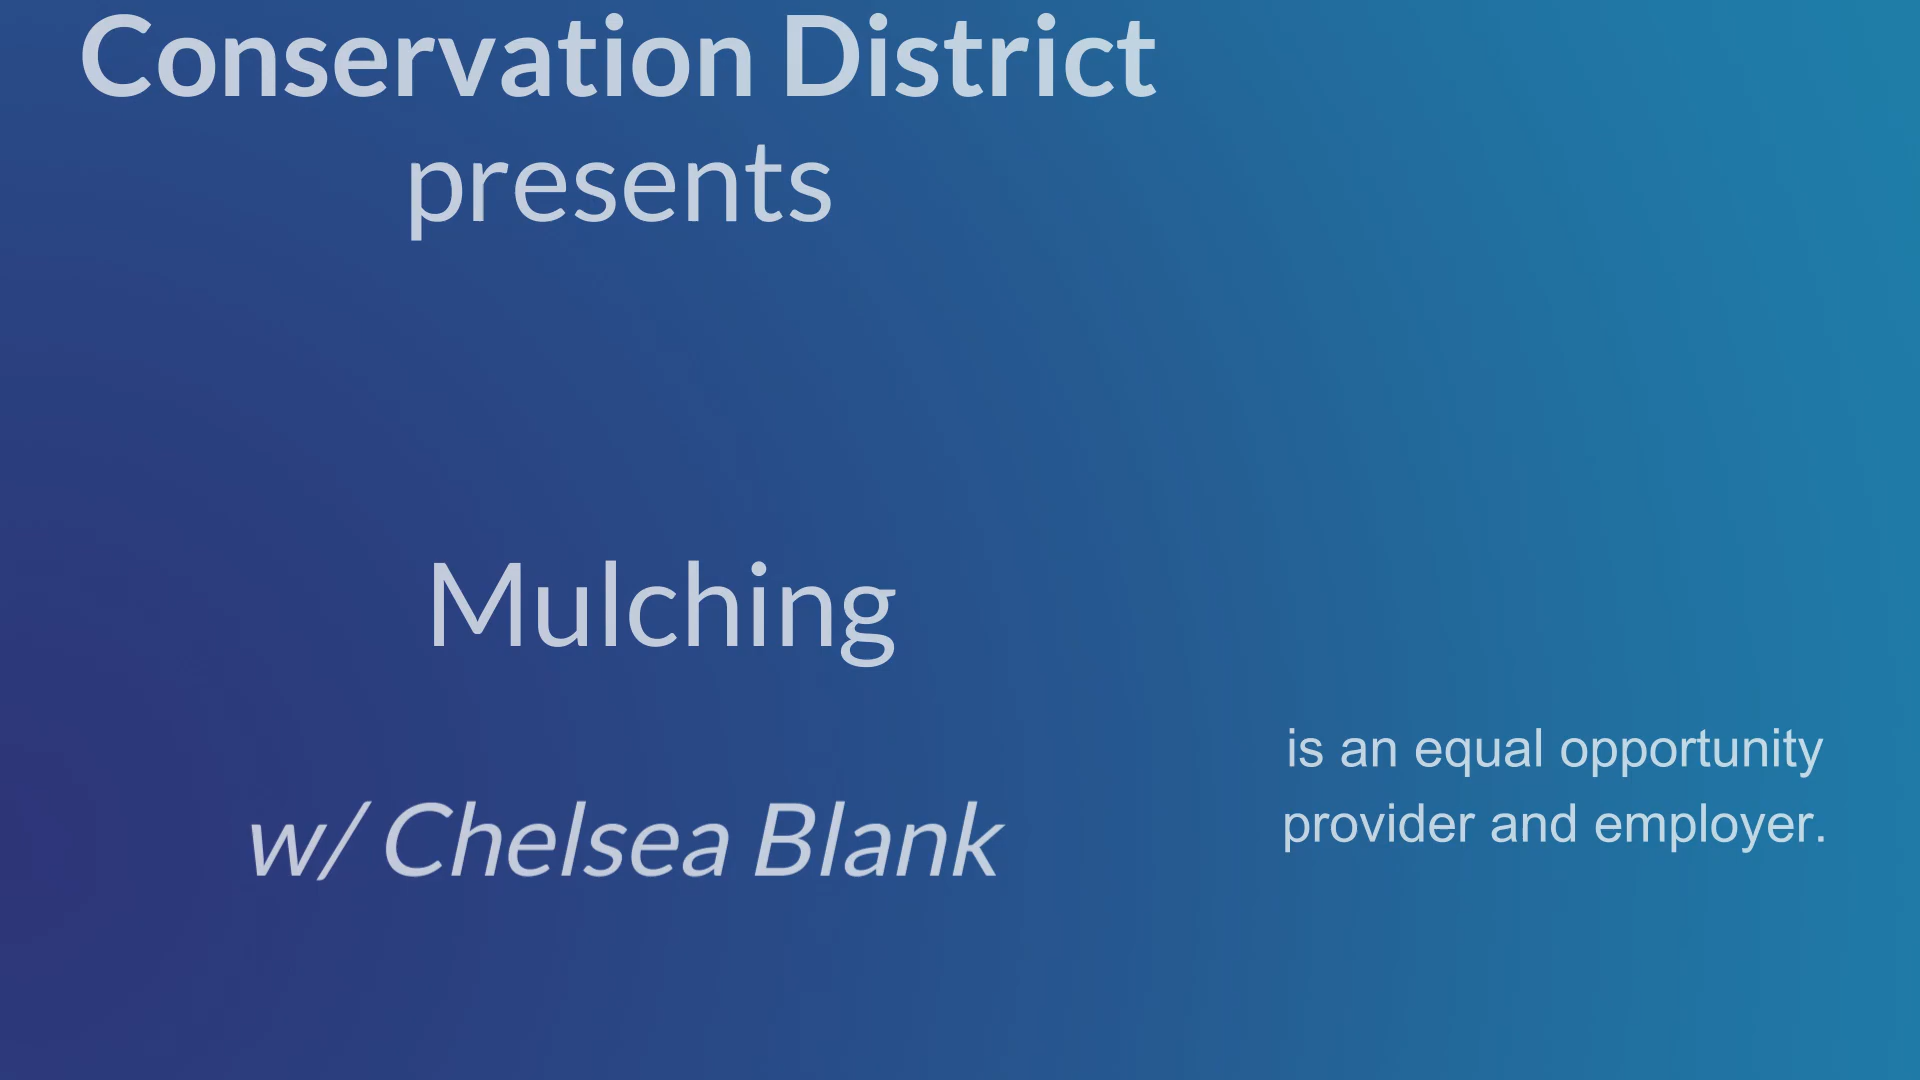 Conservation District
presents
Mulching
w/ Chelsea Blank
is an equal opportunity
provider and employer.